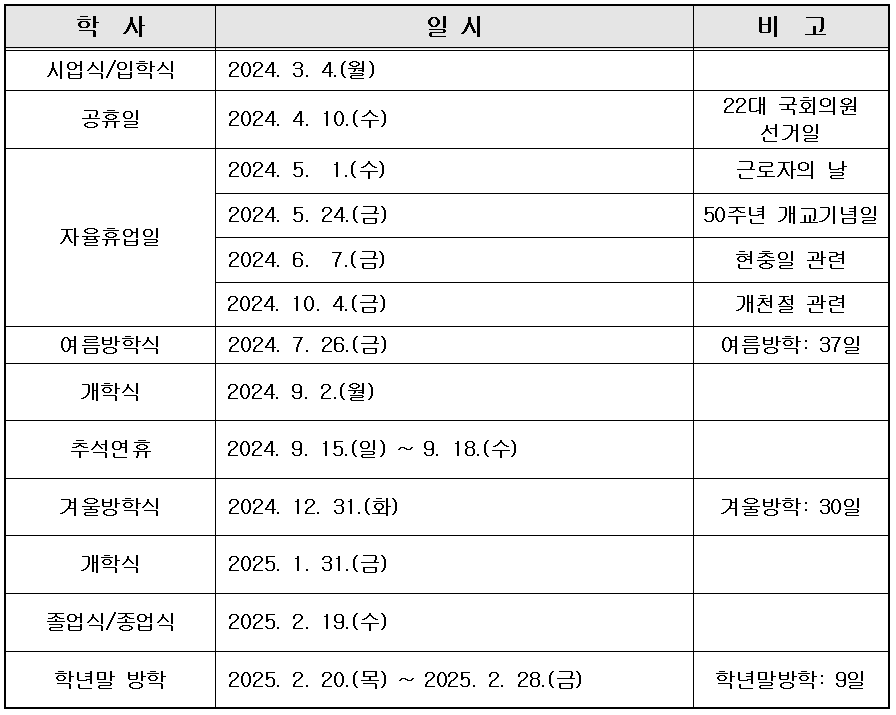 학 사 일 시 비 고
시업식/입학식 2024. 3. 4.(월)
공휴일 2024. 4. 10.(수) 22대 국회의원
선거일
자율휴업일
2024. 5. 1.(수) 근로자의 날
2024. 5. 24.(금) 50주년 개교기념일
2024. 6. 7.(금) 현충일 관련
2024. 10. 4.(금) 개천절 관련
여름방학식 2024. 7. 26.(금) 여름방학: 37일
개학식 2024. 9. 2.(월)
추석연휴 2024. 9. 15.(일) ~ 9. 18.(수)
겨울방학식 2024. 12. 31.(화) 겨울방학: 30일
개학식 2025. 1. 31.(금)
졸업식/종업식 2025. 2. 19.(수)
학년말 방학 2025. 2. 20.(목) ~ 2025. 2. 28.(금) 학년말방학: 9일